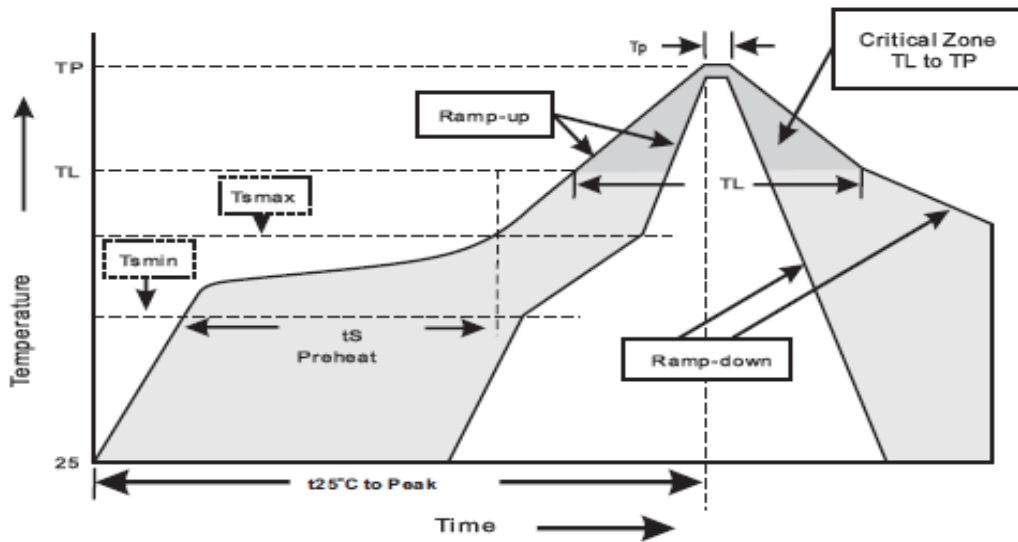 Tp
Critical Zone
TL to TP
TP
Ramp-up
TL
Tsmax
TL
Tsmin
tS
Preheat
Ramp-down
Temperature
25
t25˚C to Peak
Time